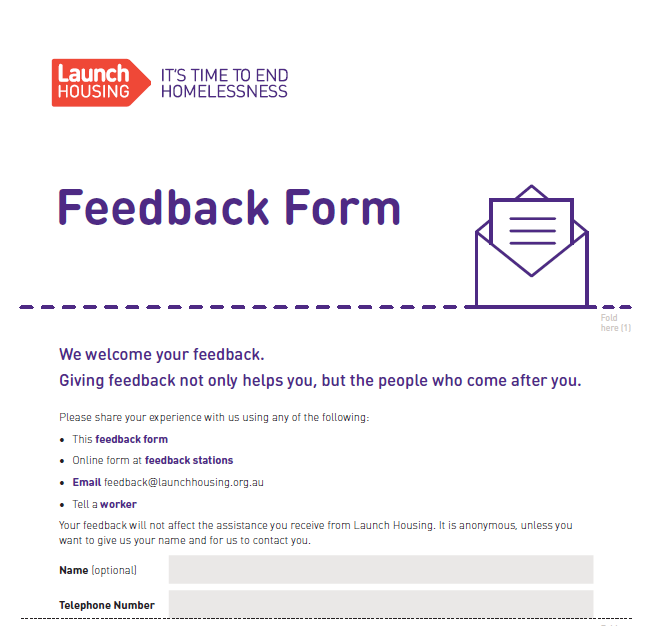 Launch
HOUSING
IT'S TIME TO END
HOMELESSNESS
Feedback Form
Fold
here (1)
We welcome your feedback.
Giving feedback not only helps you, but the people who come after you.
Please share your experience with us using any of the following:
• This feedback form
• Online form at feedback stations
• Email feedback@launchhousing.org.au
• Tell a worker
Your feedback will not affect the assistance you receive from Launch Housing. It is anonymous, unless you
want to give us your name and for us to contact you.
Name (optional)
Telephone Number